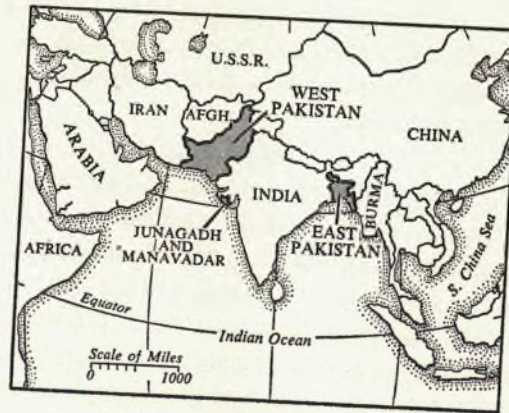 U.S.S.R.
WEST
PAKISTAN
IRAN
AFGH.
CHINA
ARABIA
INDIA
BURMA
JUNAGADH
AND
MANAVADAR
EAST
PAKISTAN
AFRICA
S. China Sea
Equator
Indian Ocean
Scale of Miles
0 1000